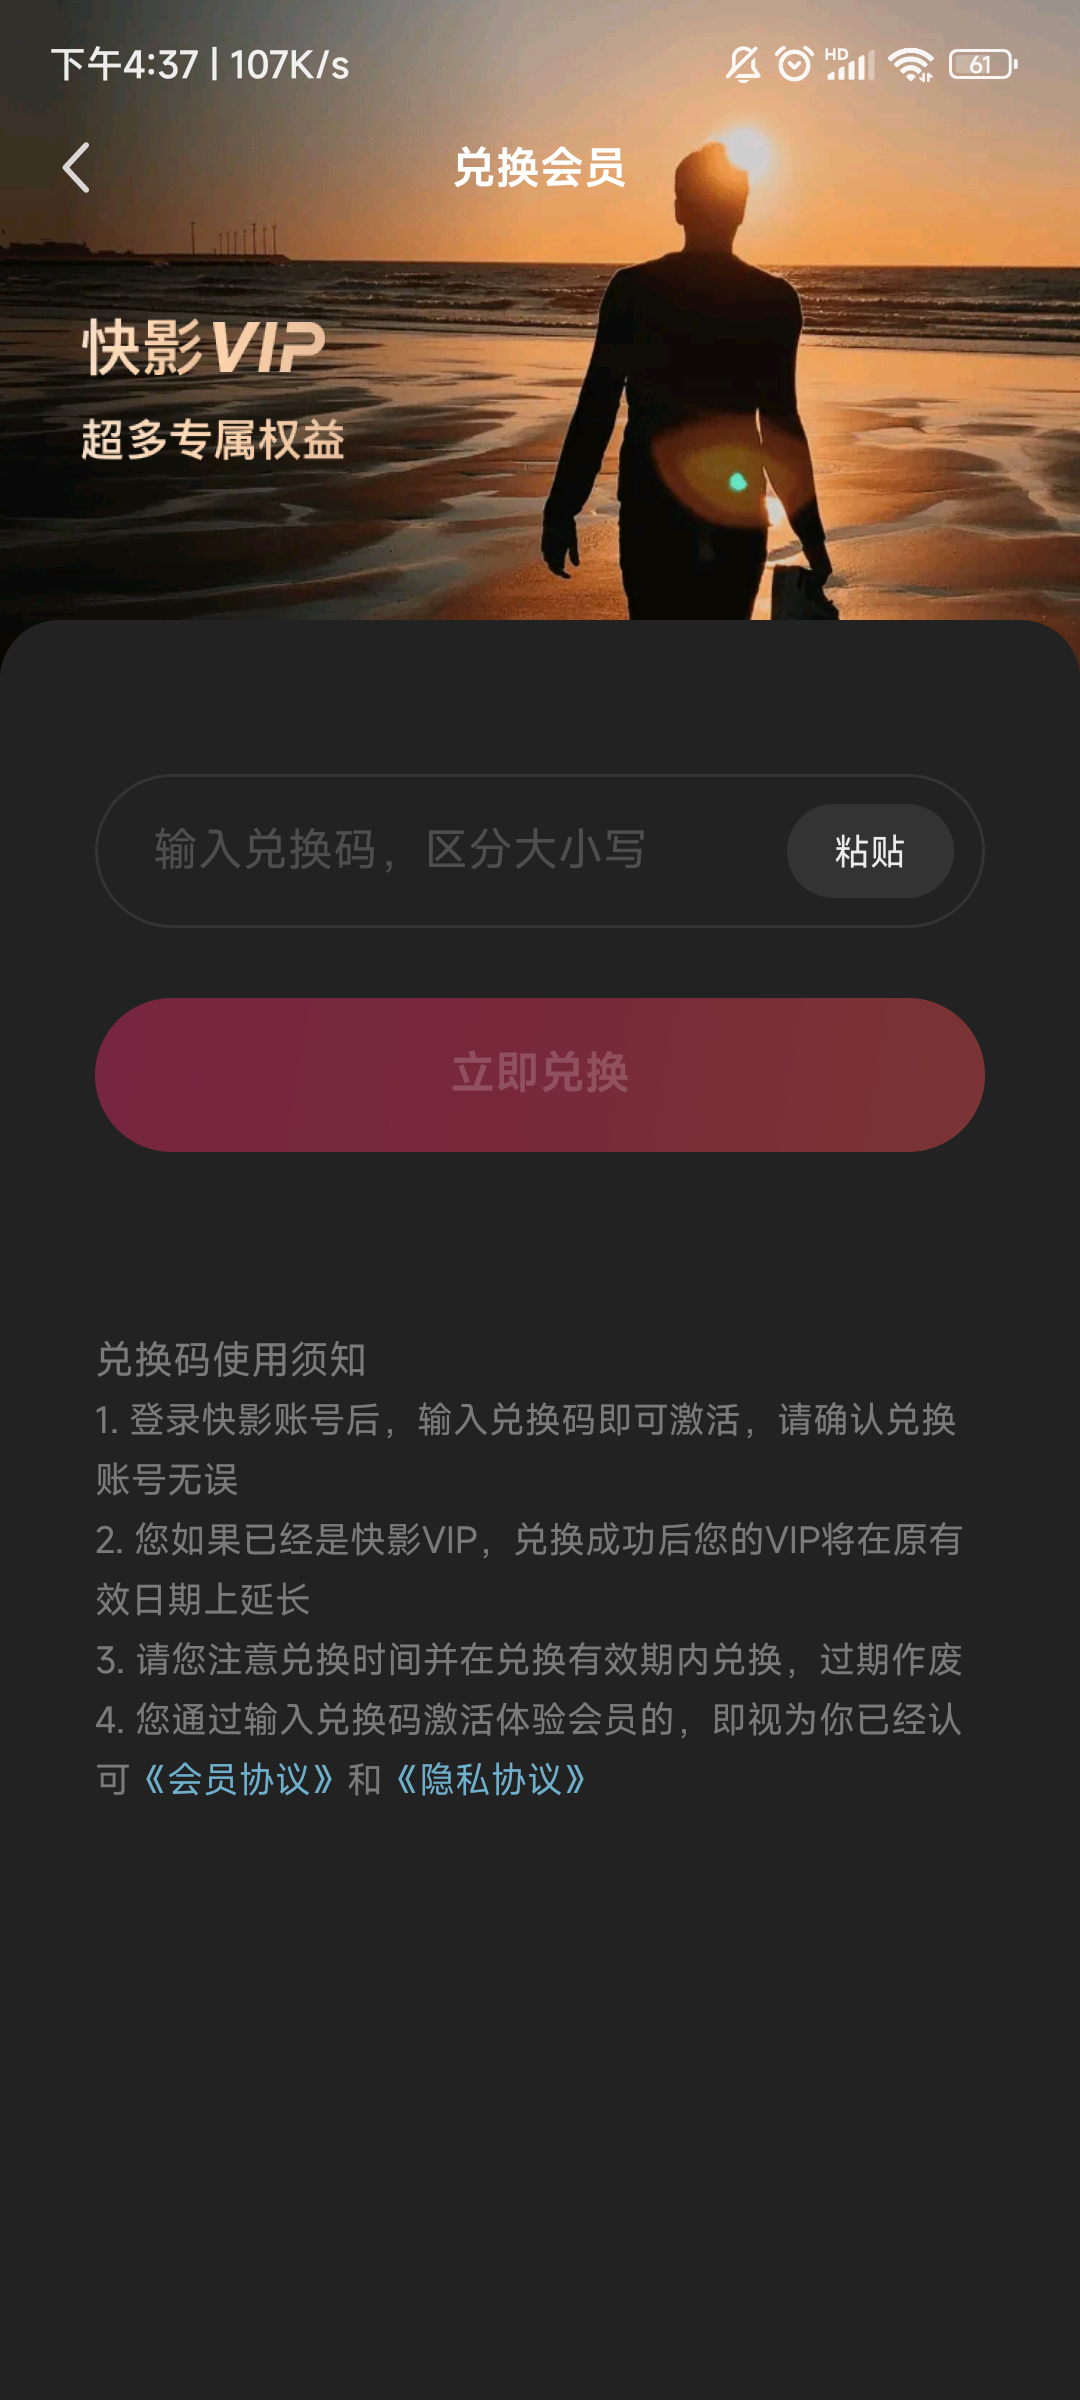 下午4:37 | 107K/s
HD
61
兑换会员
快影VIP
超多专属权益
输入兑换码，区分大小写
粘贴
立即兑换
兑换码使用须知
1. 登录快影账号后，输入兑换码即可激活，请确认兑换
账号无误
2. 您如果已经是快影VIP，兑换成功后您的VIP将在原有
效日期上延长
3. 请您注意兑换时间并在兑换有效期内兑换，过期作废
4. 您通过输入兑换码激活体验会员的，即视为你已经认
可《会员协议》和《隐私协议》